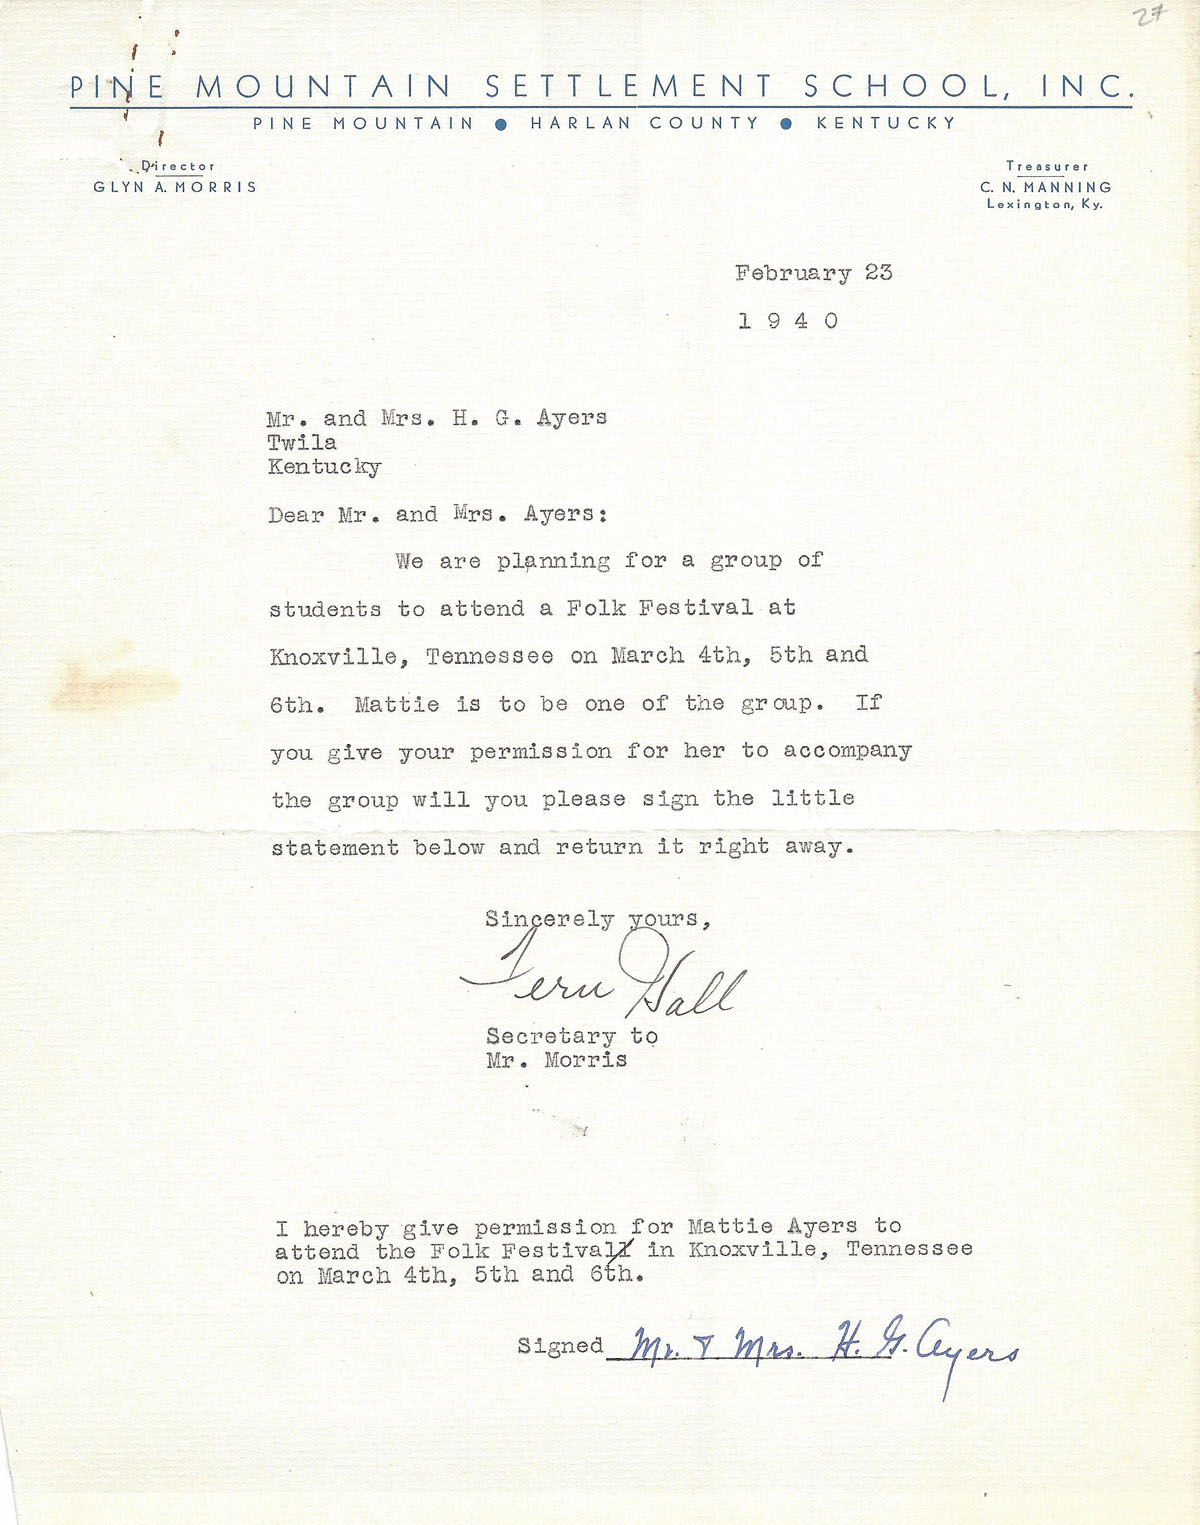 27
PINE MOUNTAIN SETTLEMENT SCHOOL, INC.
PINE MOUNTAIN ● HARLAN COUNTY ● KENTUCKY
Director
GLYN A. MORRIS
Treasurer
C. N. MANNING
Lexington, Ky.
February 23
1 9 4 0
Mr. and Mrs. H. G. Ayers
Twila
Kentucky
Dear Mr. and Mrs. Ayers:
We are planning for a group of
students to attend a Folk Festival at
Knoxville, Tennessee on March 4th, 5th and
6th. Mattie is to be one of the group. If
you give your permission for her to accompany
the group will you please sign the little
statement below and return it right away.
Sincerely yours,
Fern Hall
Secretary to
Mr. Morris
I hereby give permission for Mattie Ayers to
attend the Folk Festival in Knoxville, Tennessee
on March 4th, 5th and 6th.
Signed Mr. & Mrs. H. G. Ayers